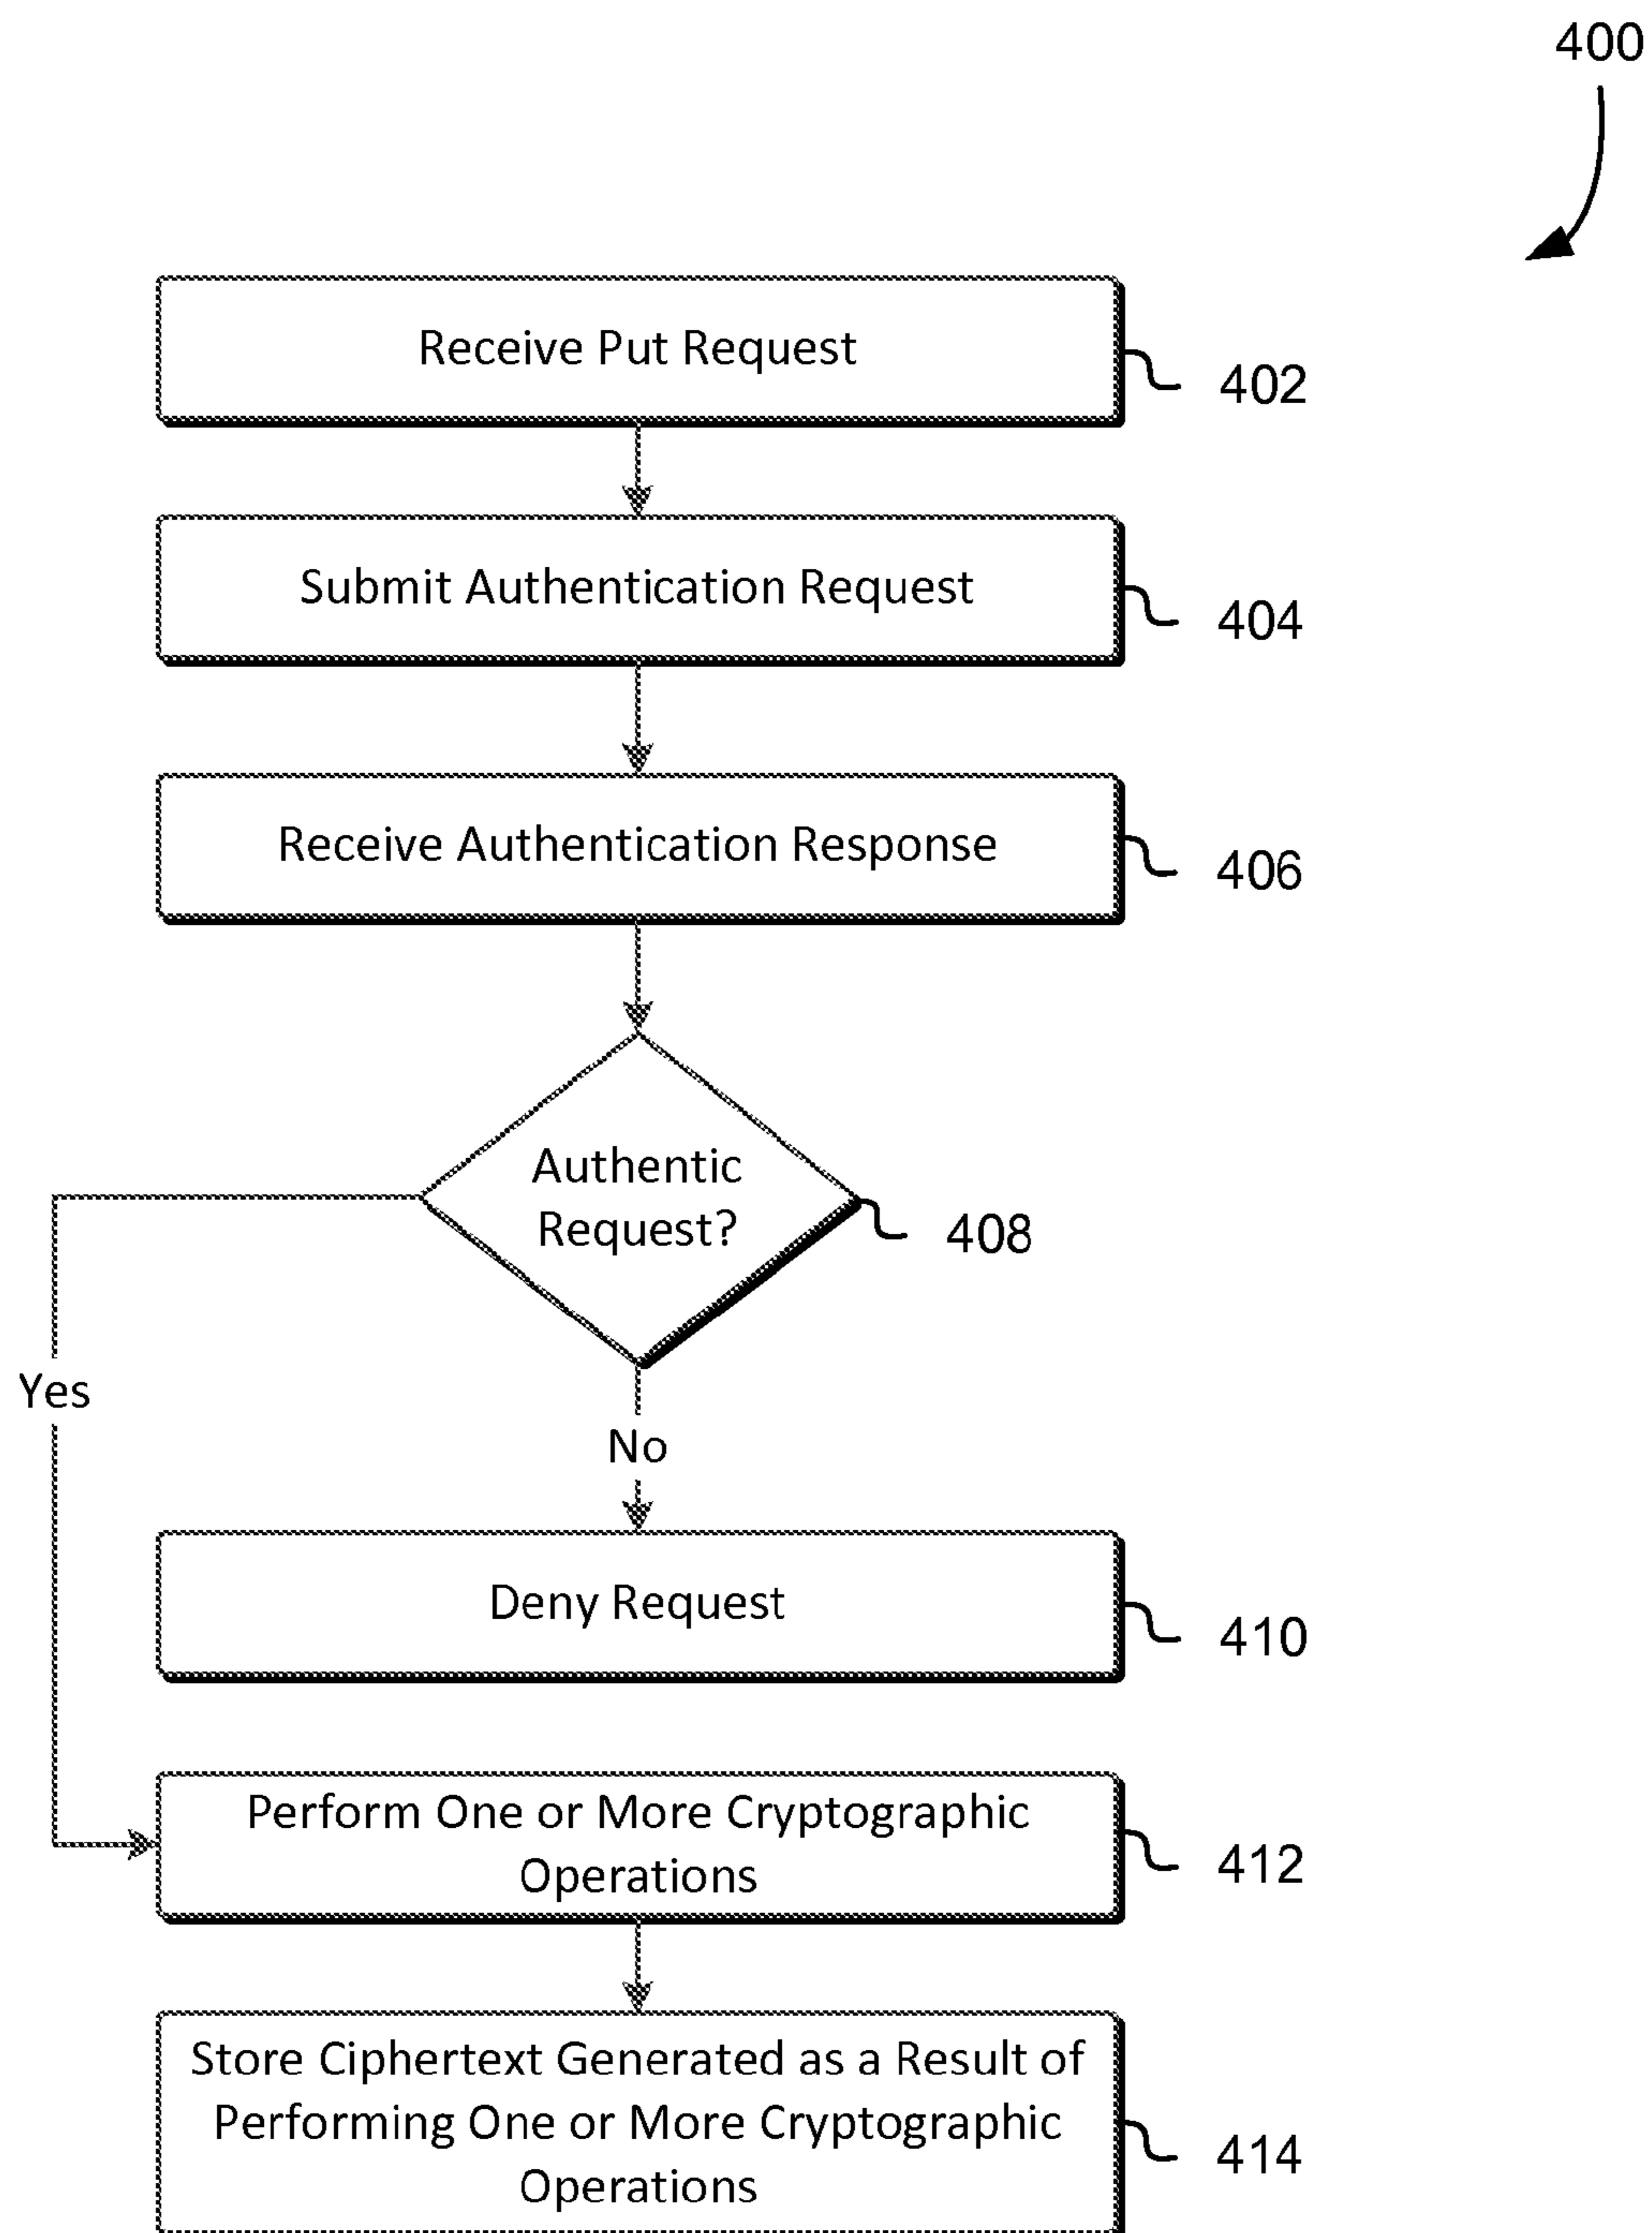 400
Receive Put Request
402
Submit Authentication Request
404
Receive Authentication Response
406
Authentic
Request?
408
Yes
No
Deny Request
410
Perform One or More Cryptographic
Operations
412
Store Ciphertext Generated as a Result of
Performing One or More Cryptographic
Operations
414